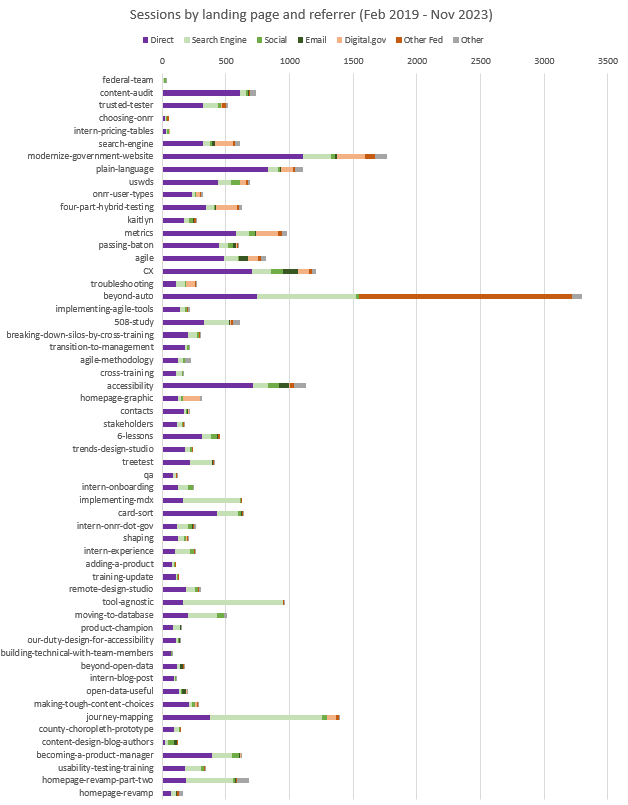 Sessions by landing page and referrer (Feb 2019 - Nov 2023)
Direct Search Engine Social Email Digital.gov Other Fed Other
0 500 1000 1500 2000 2500 3000 3500
federal-team
content-audit
trusted-tester
choosing-onrr
intern-pricing-tables
search-engine
modernize-government-website
plain-language
uswds
onrr-user-types
four-part-hybrid-testing
kaitlyn
metrics
passing-baton
agile
CX
troubleshooting
beyond-auto
implementing-agile-tools
508-study
breaking-down-silos-by-cross-training
transition-to-management
agile-methodology
cross-training
accessibility
homepage-graphic
contacts
stakeholders
6-lessons
trends-design-studio
treetest
qa
intern-onboarding
implementing-mdx
card-sort
intern-onrr-dot-gov
shaping
intern-experience
adding-a-product
training-update
remote-design-studio
tool-agnostic
moving-to-database
product-champion
our-duty-design-for-accessibility
building-technical-with-team-members
beyond-open-data
intern-blog-post
open-data-useful
making-tough-content-choices
journey-mapping
county-choropleth-prototype
content-design-blog-authors
becoming-a-product-manager
usability-testing-training
homepage-revamp-part-two
homepage-revamp